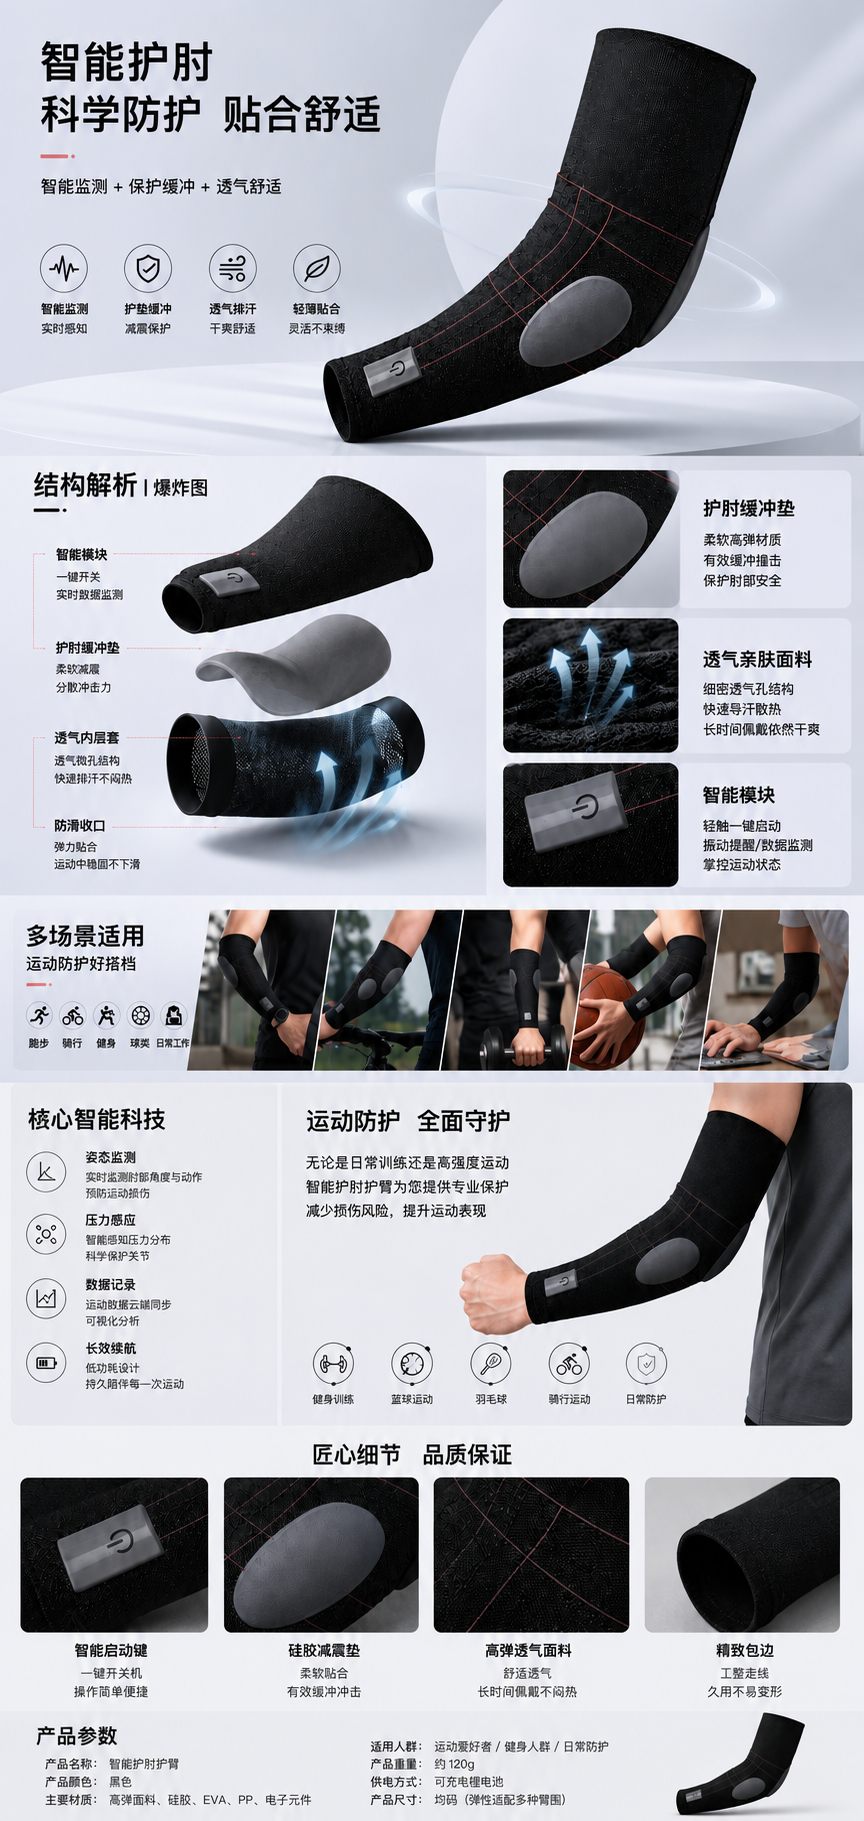 智能护肘
科学防护 贴合舒适
智能监测 + 保护缓冲 + 透气舒适
智能监测
实时感知
护垫缓冲
减震保护
透气排汗
干爽舒适
轻薄贴合
灵活不束缚
结构解析 | 爆炸图
智能模块
一键开关
实时数据监测
护肘缓冲垫
柔软减震
分散冲击力
透气内层套
透气微孔结构
快速排汗不闷热
防滑收口
弹力贴合
运动中稳固不下滑
护肘缓冲垫
柔软高弹材质
有效缓冲撞击
保护肘部安全
透气亲肤面料
细密透气孔结构
快速导汗散热
长时间佩戴依然干爽
智能模块
轻触一键启动
振动提醒/数据监测
掌控运动状态
多场景适用
运动防护好搭档
跑步
骑行
健身
球类
日常工作
核心智能科技
姿态监测
实时监测肘部角度与动作
预防运动损伤
压力感应
智能感知压力分布
科学保护关节
数据记录
运动数据云端同步
可视化分析
长效续航
低功耗设计
持久陪伴每一次运动
运动防护 全面守护
无论是日常训练还是高强度运动
智能护肘护臂为您提供专业保护
减少损伤风险，提升运动表现
健身训练
蓝球运动
羽毛球
骑行运动
日常防护
匠心细节 品质保证
智能启动键
一键开关机
操作简单便捷
硅胶减震垫
柔软贴合
有效缓冲冲击
高弹透气面料
舒适透气
长时间佩戴不闷热
精致包边
工整走线
久用不易变形
产品参数
产品名称： 智能护肘护臂
产品颜色： 黑色
主要材质： 高弹面料、硅胶、EVA、PP、电子元件
适用人群： 运动爱好者 / 健身人群 / 日常防护
产品重量： 约 120g
供电方式： 可充电锂电池
产品尺寸： 均码（弹性适配多种臂围）